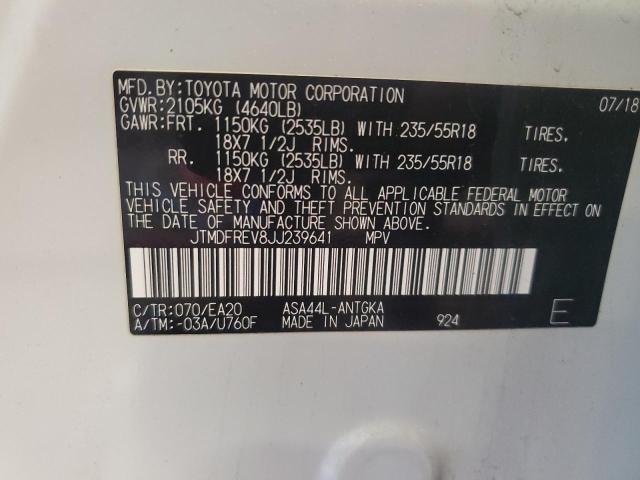 MFD.BY:TOYOTA MOTOR CORPORATION 07/18
GVWR:2105KG (4640LB)
GAWR:FRT. 1150KG (2535LB) WITH 235/55R18 TIRES.
18X7 1/2J RIMS.
RR. 1150KG (2535LB) WITH 235/55R18 TIRES.
18X7 1/2J RIMS.
THIS VEHICLE CONFORMS TO ALL APPLICABLE FEDERAL MOTOR
VEHICLE SAFETY AND THEFT PREVENTION STANDARDS IN EFFECT ON
THE DATE OF MANUFACTURE SHOWN ABOVE.
JTMDFREV8JJ239641 MPV
C/TR:070/EA20 ASA44L-ANTGKA
A/TM:-03A/U760F MADE IN JAPAN 924 E